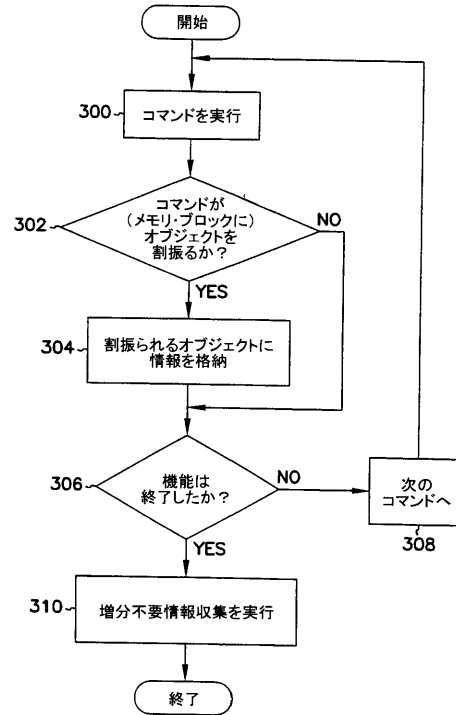 開始
300
コマンドを実行
302
コマンドが
(メモリ・ブロックに)
オブジェクトを
割振るか?
NO
YES
304
割振られるオブジェクトに
情報を格納
306
機能は
終了したか?
NO
次の
コマンドへ
308
YES
310
増分不要情報収集を実行
終了